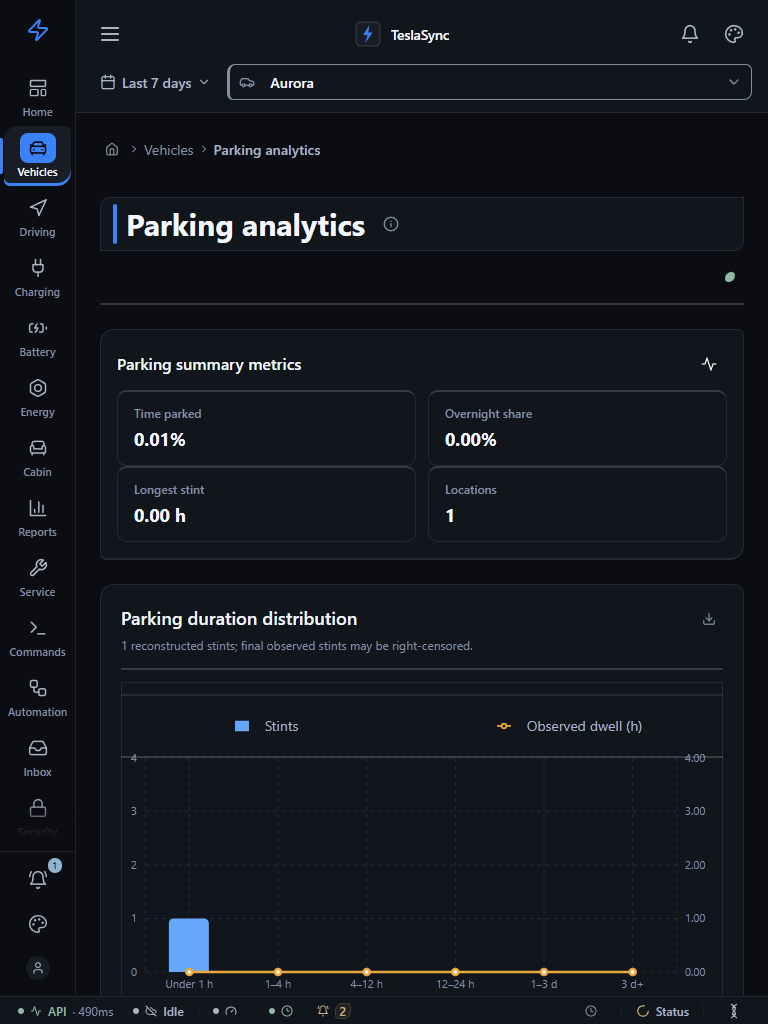 TeslaSync
Last 7 days
Aurora
Home
Vehicles
Driving
Charging
Battery
Energy
Cabin
Reports
Service
Commands
Automation
Inbox
Security
1
Vehicles
Parking analytics
Parking analytics
Parking summary metrics
Time parked
0.01%
Overnight share
0.00%
Longest stint
0.00 h
Locations
1
Parking duration distribution
1 reconstructed stints; final observed stints may be right-censored.
Stints
Observed dwell (h)
4
4.00
3
3.00
2
2.00
1
1.00
0
0.00
Under 1 h
1–4 h
4–12 h
12–24 h
1–3 d
3 d+
API · 490ms
Idle
2
Status